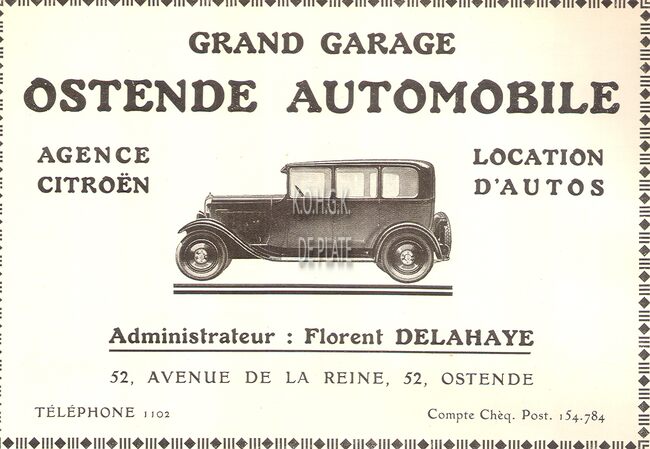 GRAND GARAGE
OSTENDE AUTOMOBILE
AGENCE
CITROËN
LOCATION
D'AUTOS
K.O.H.G.K.
DE PLATE
Administrateur : Florent DELAHAYE
52, AVENUE DE LA REINE, 52, OSTENDE
TÉLÉPHONE 1102
Compte Chèq. Post. 154.784